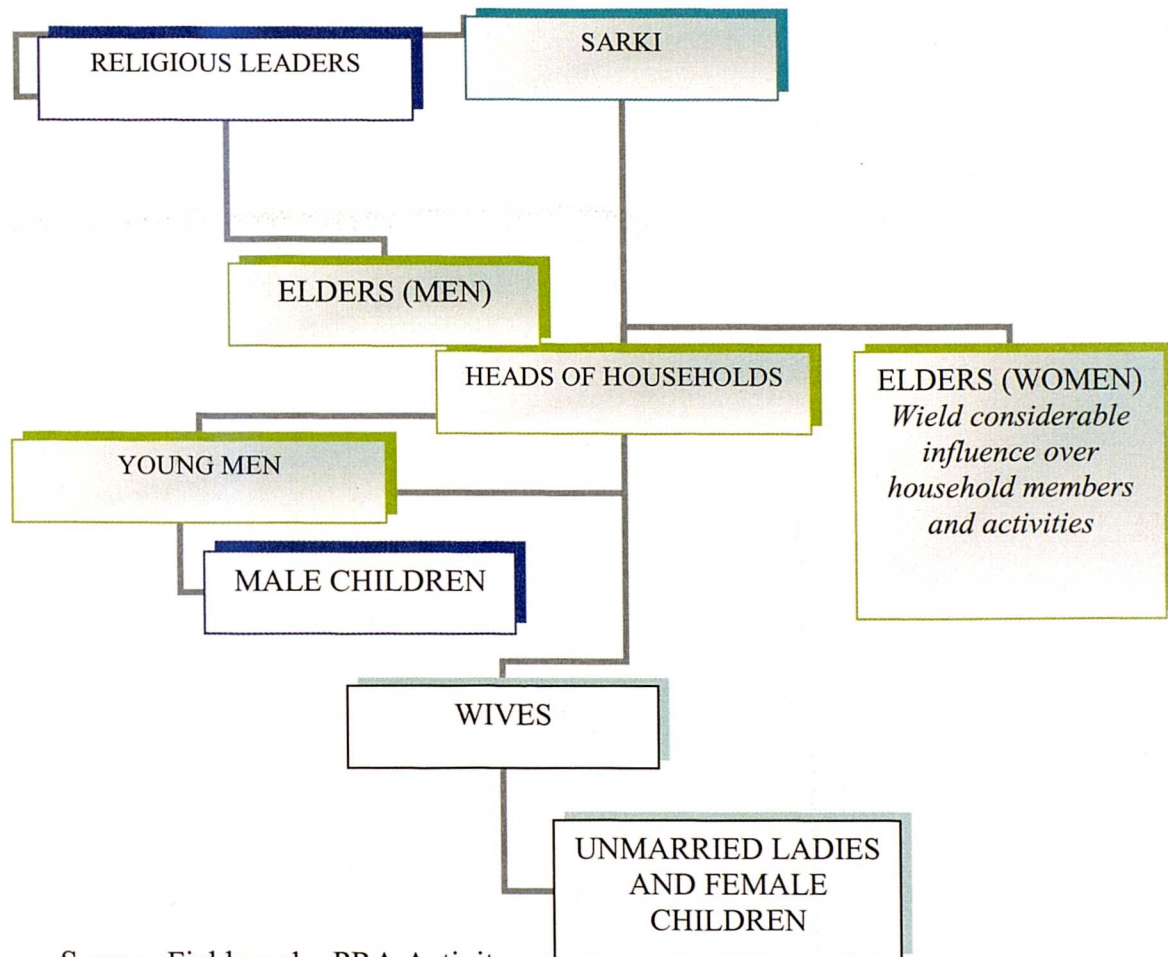 RELIGIOUS LEADERS
SARKI
ELDERS (MEN)
HEADS OF HOUSEHOLDS
ELDERS (WOMEN)
Wield considerable
influence over
household members
and activities
YOUNG MEN
MALE CHILDREN
WIVES
UNMARRIED LADIES
AND FEMALE
CHILDREN